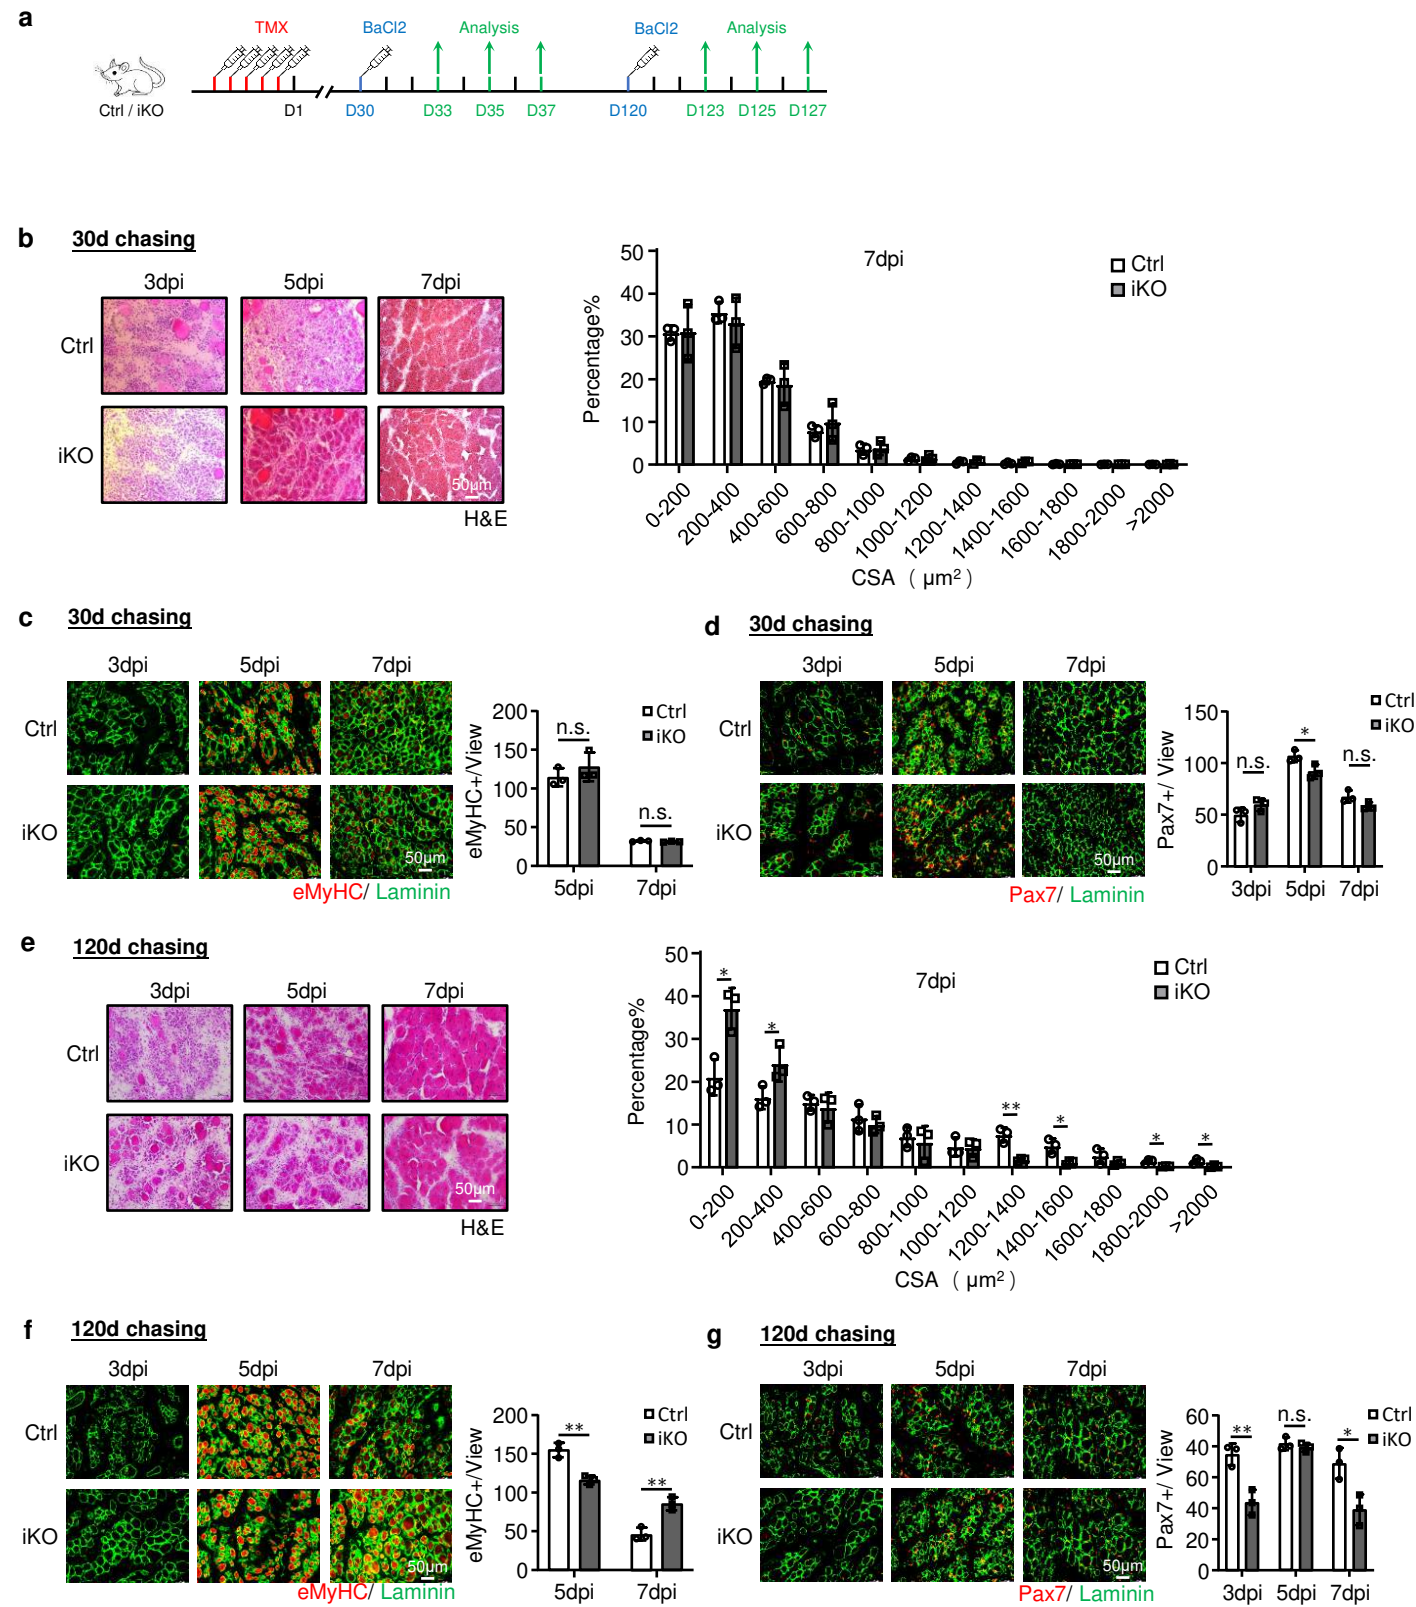 a
TMX BaCl2 Analysis BaCl2 Analysis
Ctrl / iKO D1 D30 D33 D35 D37 D120 D123 D125 D127
b 30d chasing
3dpi 5dpi 7dpi
Ctrl
iKO
50μm
H&E
7dpi
Ctrl
iKO
Percentage%
50
40
30
20
10
0
0-200 200-400 400-600 600-800 800-1000 1000-1200 1200-1400 1400-1600 1600-1800 1800-2000 >2000
CSA ( μm²)
c 30d chasing
3dpi 5dpi 7dpi
Ctrl
iKO
50μm
eMyHC/ Laminin
eMyHC+/View
200
150
100
50
0
n.s. n.s.
Ctrl
iKO
5dpi 7dpi
d 30d chasing
3dpi 5dpi 7dpi
Ctrl
iKO
50μm
Pax7/ Laminin
Pax7+/ View
150
100
50
0
n.s. * n.s.
Ctrl
iKO
3dpi 5dpi 7dpi
e 120d chasing
3dpi 5dpi 7dpi
Ctrl
iKO
50μm
H&E
7dpi
Ctrl
iKO
Percentage%
50
40
30
20
10
0
* * ** * * *
0-200 200-400 400-600 600-800 800-1000 1000-1200 1200-1400 1400-1600 1600-1800 1800-2000 >2000
CSA ( μm²)
f 120d chasing
3dpi 5dpi 7dpi
Ctrl
iKO
50μm
eMyHC/ Laminin
eMyHC+/View
200
150
100
50
0
** **
Ctrl
iKO
5dpi 7dpi
g 120d chasing
3dpi 5dpi 7dpi
Ctrl
iKO
50μm
Pax7/ Laminin
Pax7+/ View
60
40
60
40
20
0
** n.s. *
Ctrl
iKO
3dpi 5dpi 7dpi